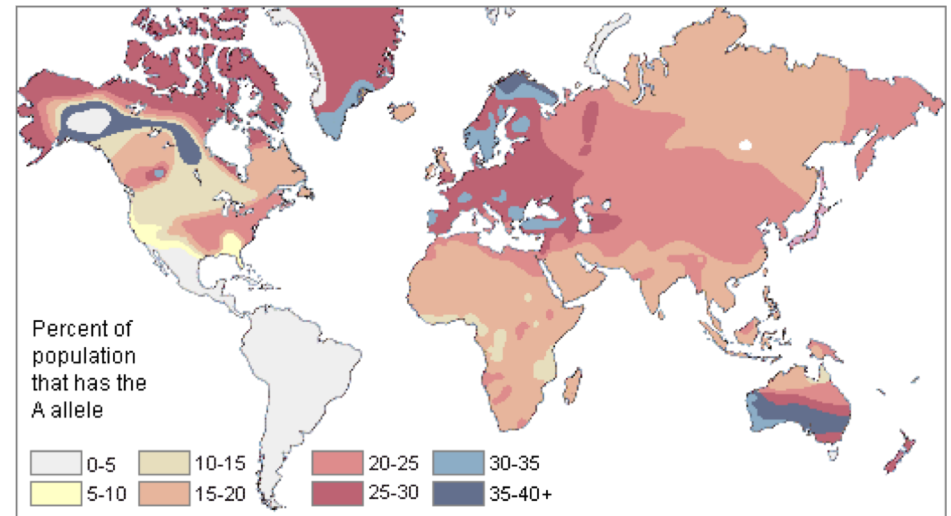 Percent of
population
that has the
A allele
0-5 10-15 20-25 30-35
5-10 15-20 25-30 35-40+